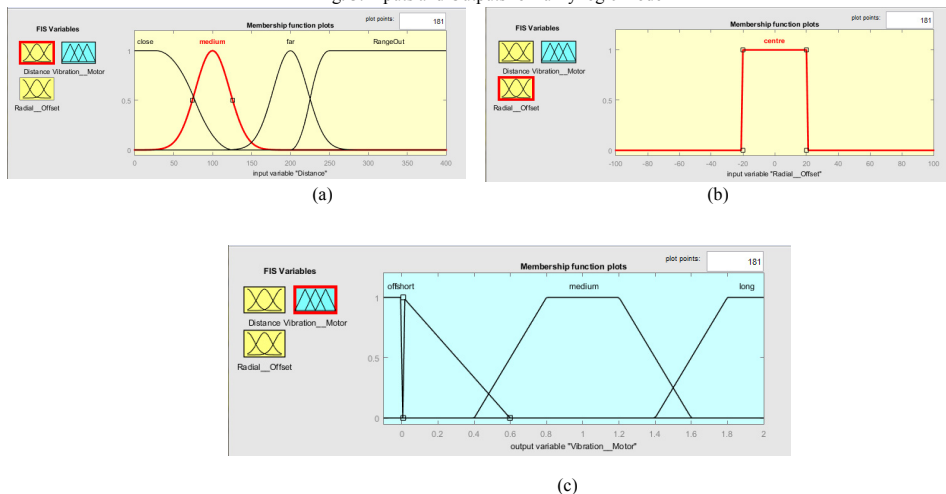 Inputs and Outputs
plot points: 181
FIS Variables
Membership function plots
close medium far RangeOut
1
0.5
0
Distance Vibration__Motor
Radial__Offset
0 50 100 150 200 250 300 350 400
input variable "Distance"
(a)
plot points: 181
FIS Variables
Membership function plots
centre
1
0.5
0
Distance Vibration__Motor
Radial__Offset
-100 -80 -60 -40 -20 0 20 40 60 80 100
input variable "Radial__Offset"
(b)
plot points: 181
FIS Variables
Membership function plots
offshort medium long
1
0.5
0
Distance Vibration__Motor
Radial__Offset
0 0.2 0.4 0.6 0.8 1 1.2 1.4 1.6 1.8 2
output variable "Vibration__Motor"
(c)